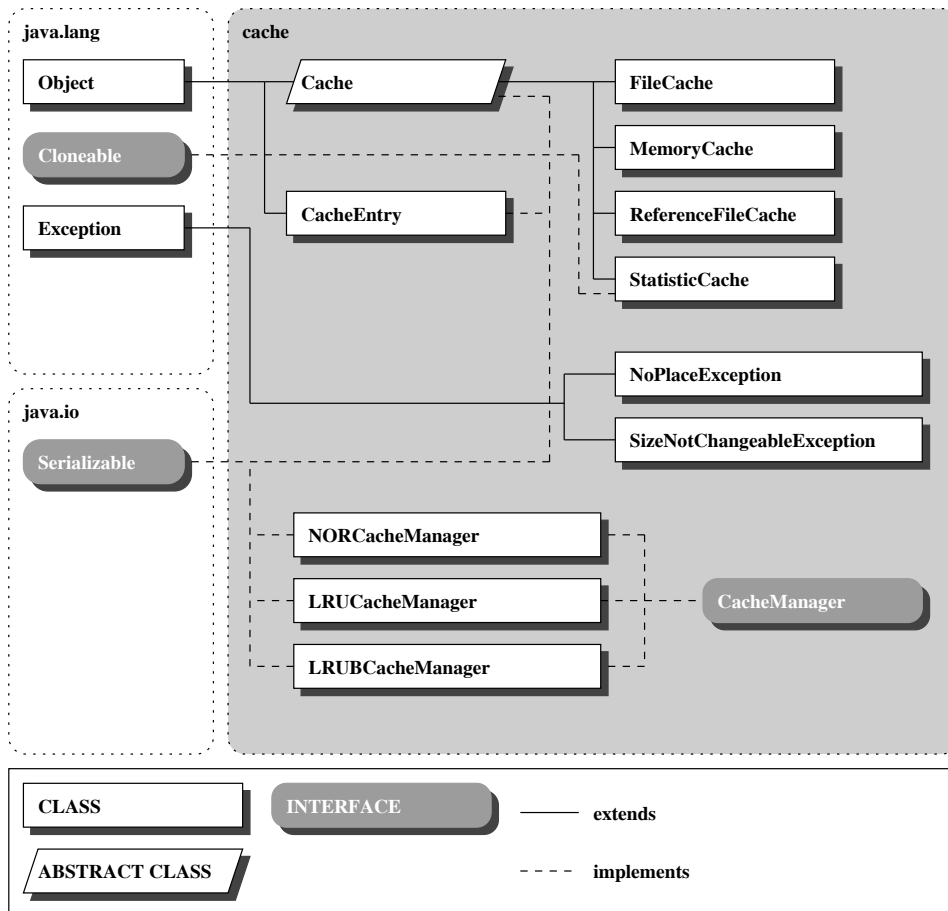 java.lang
cache
Object
Cache
FileCache
Cloneable
MemoryCache
Exception
CacheEntry
ReferenceFileCache
StatisticCache
NoPlaceException
java.io
SizeNotChangeableException
Serializable
NORCacheManager
LRUCacheManager
CacheManager
LRUBCacheManager
CLASS
INTERFACE
extends
ABSTRACT CLASS
implements